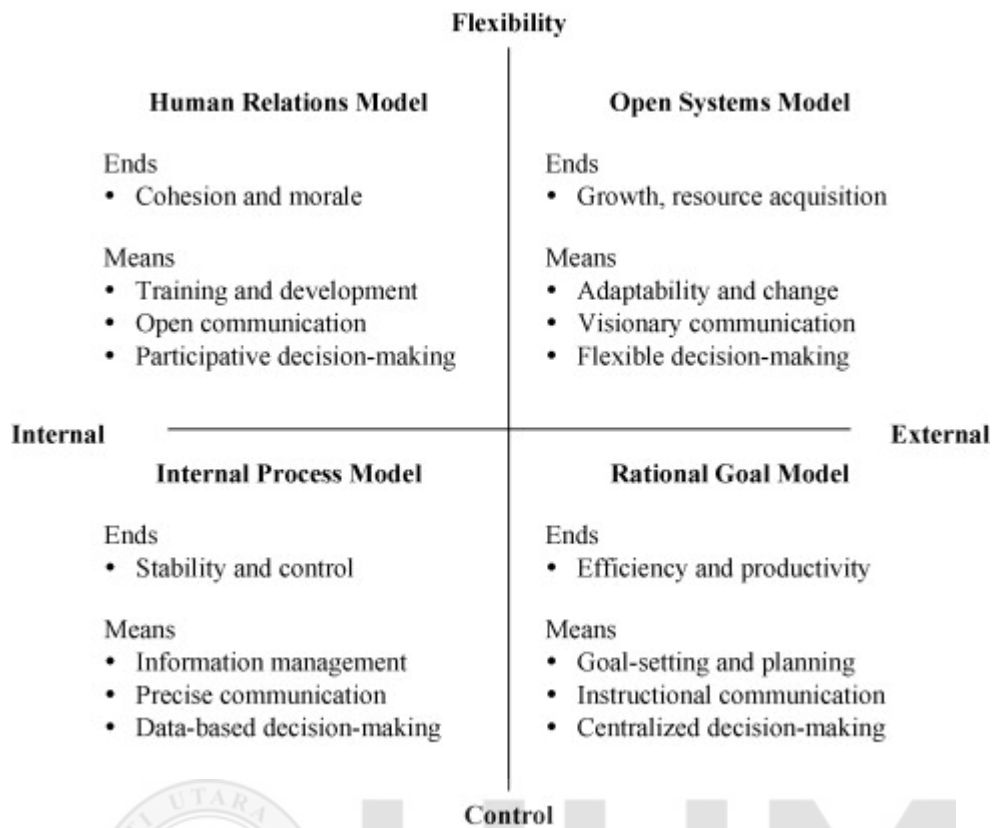 Flexibility
Human Relations Model
Ends
• Cohesion and morale
Means
• Training and development
• Open communication
• Participative decision-making
Open Systems Model
Ends
• Growth, resource acquisition
Means
• Adaptability and change
• Visionary communication
• Flexible decision-making
Internal
External
Internal Process Model
Ends
• Stability and control
Means
• Information management
• Precise communication
• Data-based decision-making
Rational Goal Model
Ends
• Efficiency and productivity
Means
• Goal-setting and planning
• Instructional communication
• Centralized decision-making
UTARA
Control